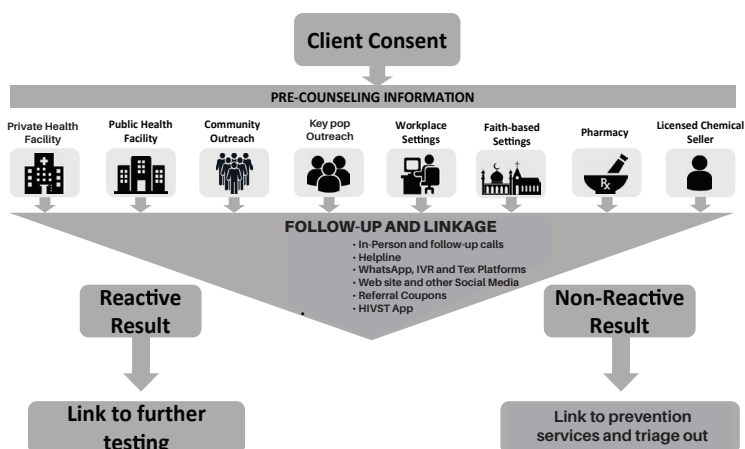 Client Consent
PRE-COUNSELING INFORMATION
Private Health
Facility
Public Health
Facility
Community
Outreach
Key pop
Outreach
Workplace
Settings
Faith-based
Settings
Pharmacy
Licensed Chemical
Seller
Rx
FOLLOW-UP AND LINKAGE
• In-Person and follow-up calls
• Helpline
• WhatsApp, IVR and Tex Platforms
• Web site and other Social Media
• Referral Coupons
• HIVST App
Reactive
Result
Non-Reactive
Result
Link to further
testing
Link to prevention
services and triage out